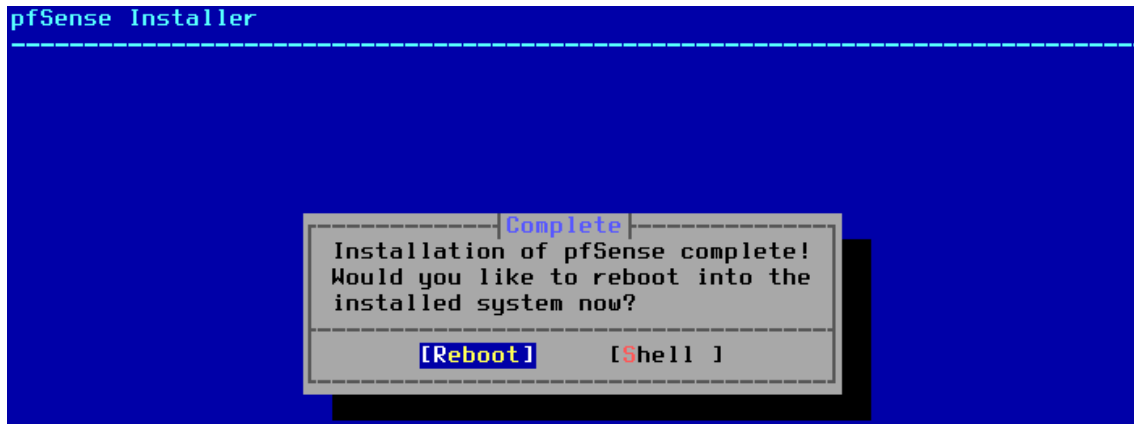 pfSense Installer
Complete
Installation of pfSense complete!
Would you like to reboot into the
installed system now?
[Reboot] [Shell ]